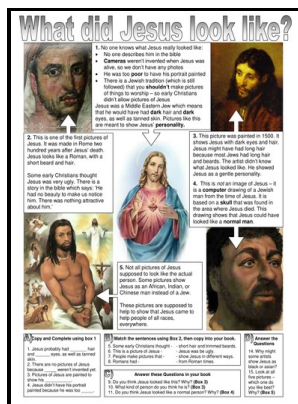 What did Jesus look like?
1. No one knows what Jesus really looked like:
• No one describes him in the bible
• Cameras weren't invented when Jesus was
alive, so we don't have any photos
• He was too poor to have his portrait painted
• There is a Jewish tradition (which is still
followed) that you shouldn't make pictures
of things to worship – so early Christians
didn't allow pictures of Jesus.
Jesus was a Middle Eastern Jew which means
that he would have had dark hair and dark
eyes, as well as tanned skin. Pictures like this
are meant to show Jesus' personality.
2. This is one of the first pictures
of Jesus. It was made in Rome two
hundred years after Jesus' death.
Jesus looks like a Roman, with a
short beard and hair.
Some early Christians thought
Jesus was very ugly. There is a
story in the bible which says: 'He
had no beauty to make us notice
him. There was nothing attractive
about him.'
3. This picture was painted in 1500. It
shows Jesus with dark eyes and hair.
Jesus might have had long hair
because most Jews had long hair
and beards. The artist didn't know
what Jesus looked like. He showed
Jesus as a gentle personality.
4. This is not an image of Jesus – it
is a computer drawing of a Jewish
man from the time of Jesus. It is
based on a skull that was found in
the area where Jesus died. This
drawing shows that Jesus could have
looked like a normal man.
5. Not all pictures of Jesus
are supposed to look like the actual
person. Some pictures show
Jesus as an African, Indian, or
Chinese man instead of a Jew.
These pictures are supposed to
help to show that Jesus came to
help people of all races,
everywhere.
A Copy and Complete using box 1
1. Jesus probably had ____ hair
and ____ eyes, as well as tanned
skin.
2. There are no pictures of Jesus
because ____ weren't invented yet.
3. Pictures of Jesus are painted to
show his ____
4. Jesus didn't have his portrait
painted because he was too ____.
B Match the sentences using Box 2, then copy into your book.
5. Some early Christians thought - short hair and trimmed beards.
6. This is a picture of Jesus - Jesus was ugly.
7. People make pictures that - show Jesus in different ways.
8. Romans had - from Roman times.
C Answer these Questions in your book
9. Do you think Jesus looked like this? Why? (Box 3)
10. What kind of person do you think he is? (Box 3)
11. Do you think Jesus looked like a normal person? Why? (Box 4)
D Answer the
Questions
14. Why might
some artists show
Jesus as black or
asian?
15. Look at all
five pictures –
which one do
you like best?
Why? (Box 5)